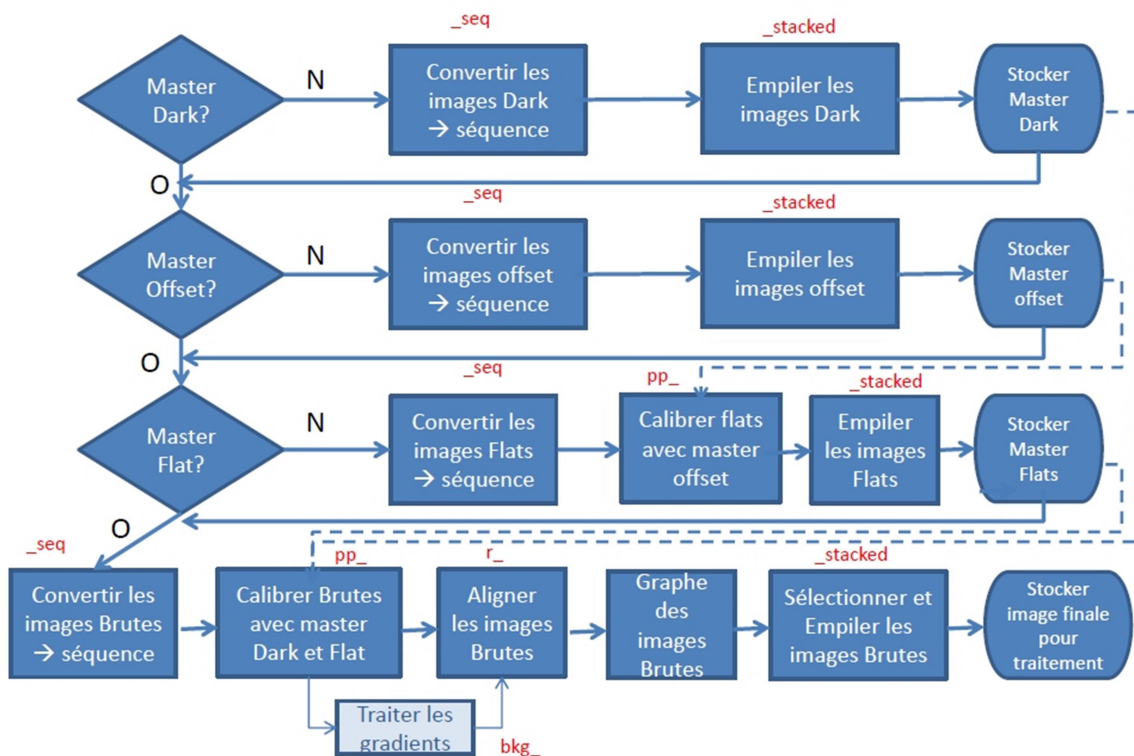 _seq
_stacked
Master
Dark?
N
Convertir les
images Dark
→ séquence
Empiler les
images Dark
Stocker
Master
Dark
O
_seq
_stacked
Master
Offset?
N
Convertir les
images offset
→ séquence
Empiler les
images offset
Stocker
Master
offset
O
_seq
pp_
_stacked
Master
Flat?
N
Convertir les
images Flats
→ séquence
Calibrer flats
avec master
offset
Empiler
les images
Flats
Stocker
Master
Flats
O
_seq
pp_
r_
_stacked
Convertir les
images Brutes
→ séquence
Calibrer Brutes
avec master
Dark et Flat
Aligner
les images
Brutes
Graphe
des
images
Brutes
Sélectionner et
Empiler les
images Brutes
Stocker
image finale
pour
traitement
Traiter les
gradients
bkg_